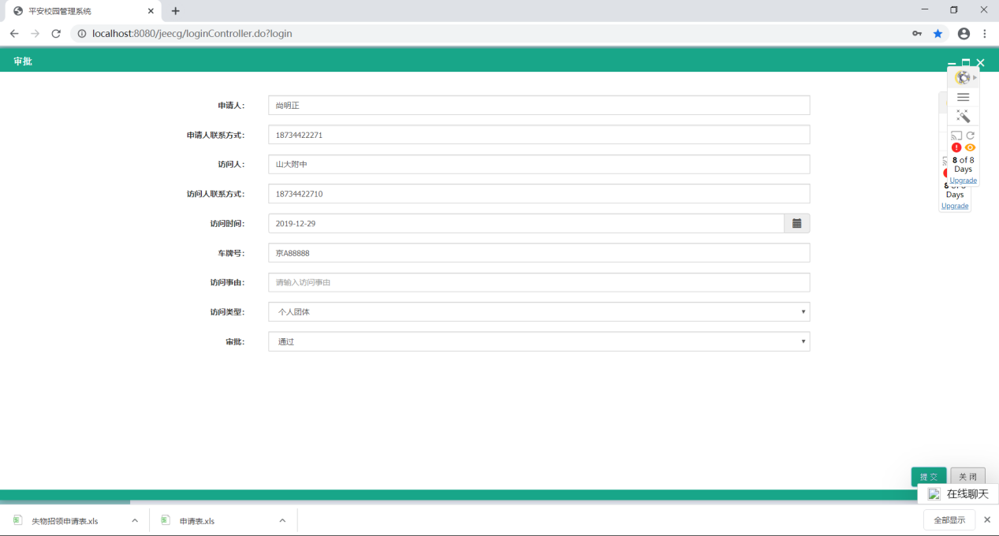 平安校园管理系统
localhost:8080/jeecg/loginController.do?login
审批
申请人: 尚明正
申请人联系方式: 18734422271
访问人: 山大附中
访问人联系方式: 18734422710
访问时间: 2019-12-29
车牌号: 京A88888
访问事由: 请输入访问事由
访问类型: 个人团体
审批: 通过
8 of 8
Days
Upgrade
Days
Upgrade
提 交 关 闭
在线聊天
失物招领申请表.xls 申请表.xls 全部显示